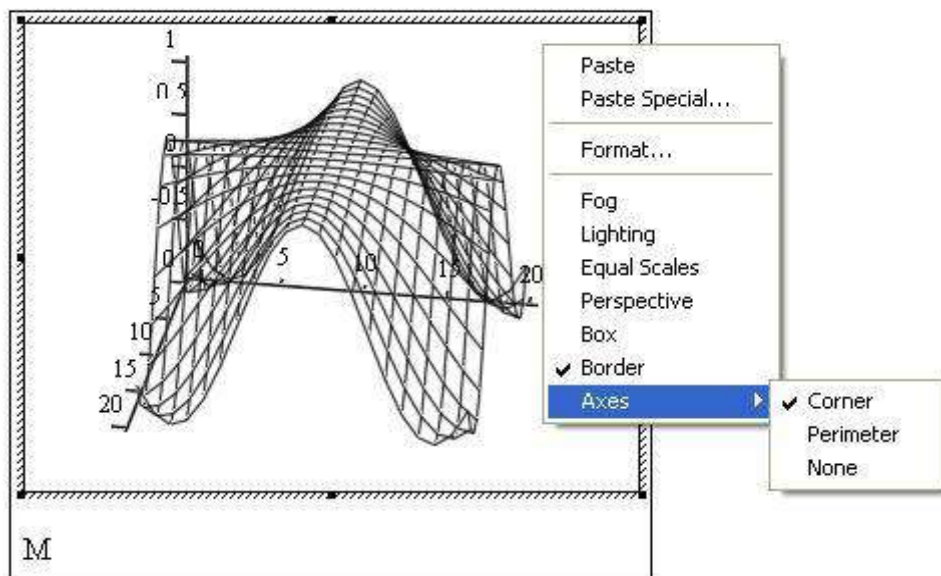 1
0.5
0
-0.5
0
0
5
10
15
20
5
10
15
20
Paste
Paste Special...
Format...
Fog
Lighting
Equal Scales
Perspective
Box
Border
Axes
Corner
Perimeter
None
M